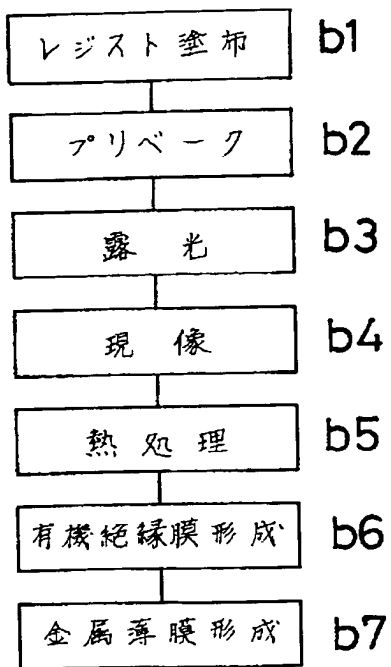 レジスト塗布 b1
プリベーク b2
露光 b3
現像 b4
熱処理 b5
有機絶縁膜形成 b6
金属薄膜形成 b7